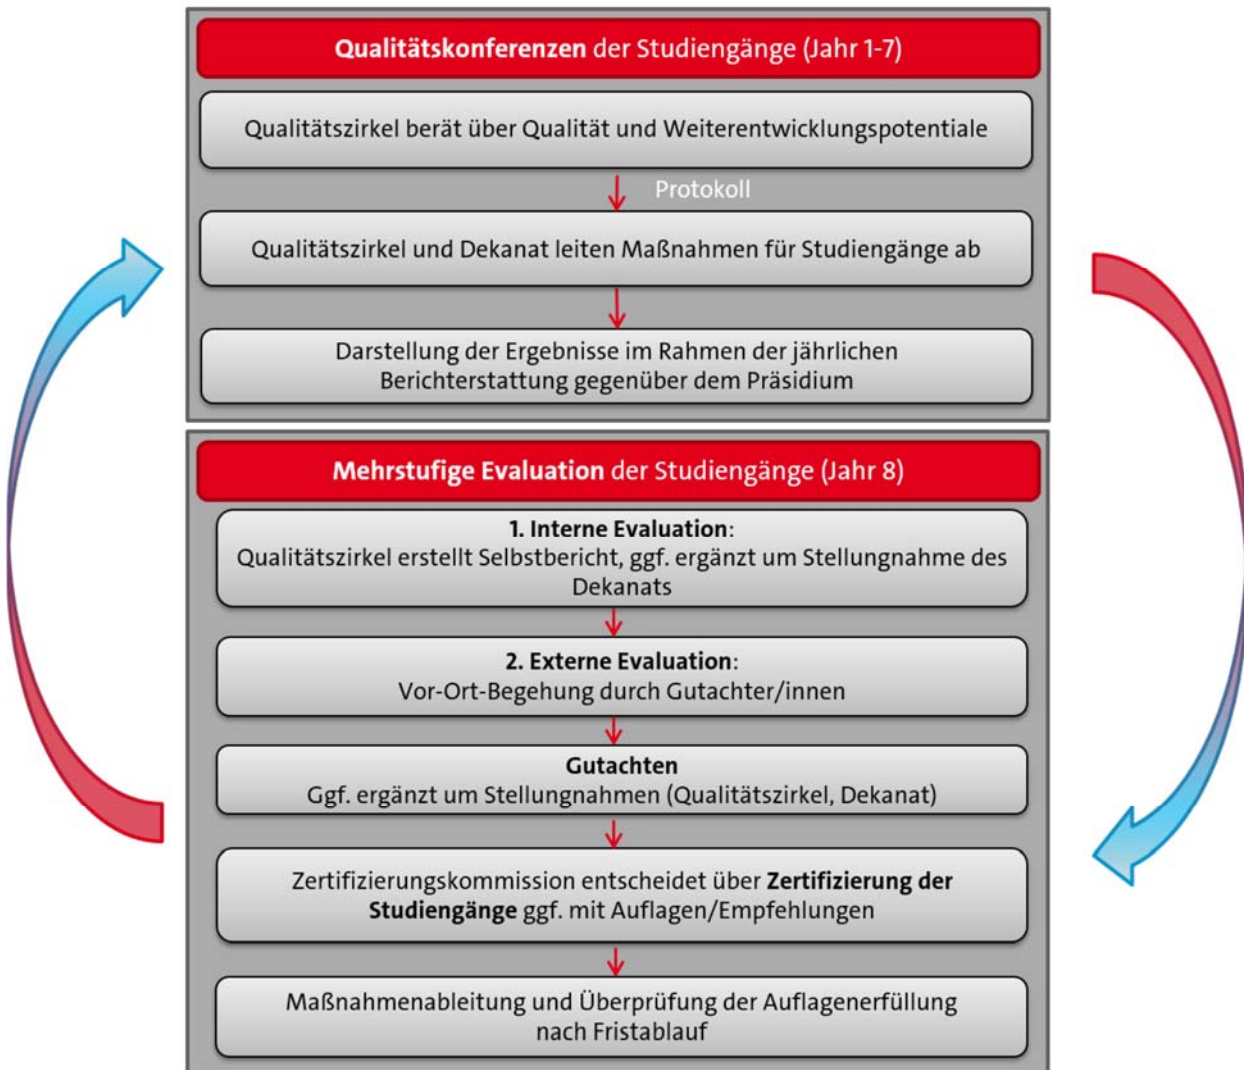 Qualitätskonferenzen der Studiengänge (Jahr 1-7)
Qualitätszirkel berät über Qualität und Weiterentwicklungspotentiale
Protokoll
Qualitätszirkel und Dekanat leiten Maßnahmen für Studiengänge ab
Darstellung der Ergebnisse im Rahmen der jährlichen
Berichterstattung gegenüber dem Präsidium
Mehrstufige Evaluation der Studiengänge (Jahr 8)
1. Interne Evaluation:
Qualitätszirkel erstellt Selbstbericht, ggf. ergänzt um Stellungnahme des
Dekanats
2. Externe Evaluation:
Vor-Ort-Begehung durch Gutachter/innen
Gutachten
Ggf. ergänzt um Stellungnahmen (Qualitätszirkel, Dekanat)
Zertifizierungskommission entscheidet über Zertifizierung der
Studiengänge ggf. mit Auflagen/Empfehlungen
Maßnahmenableitung und Überprüfung der Auflagenerfüllung
nach Fristablauf